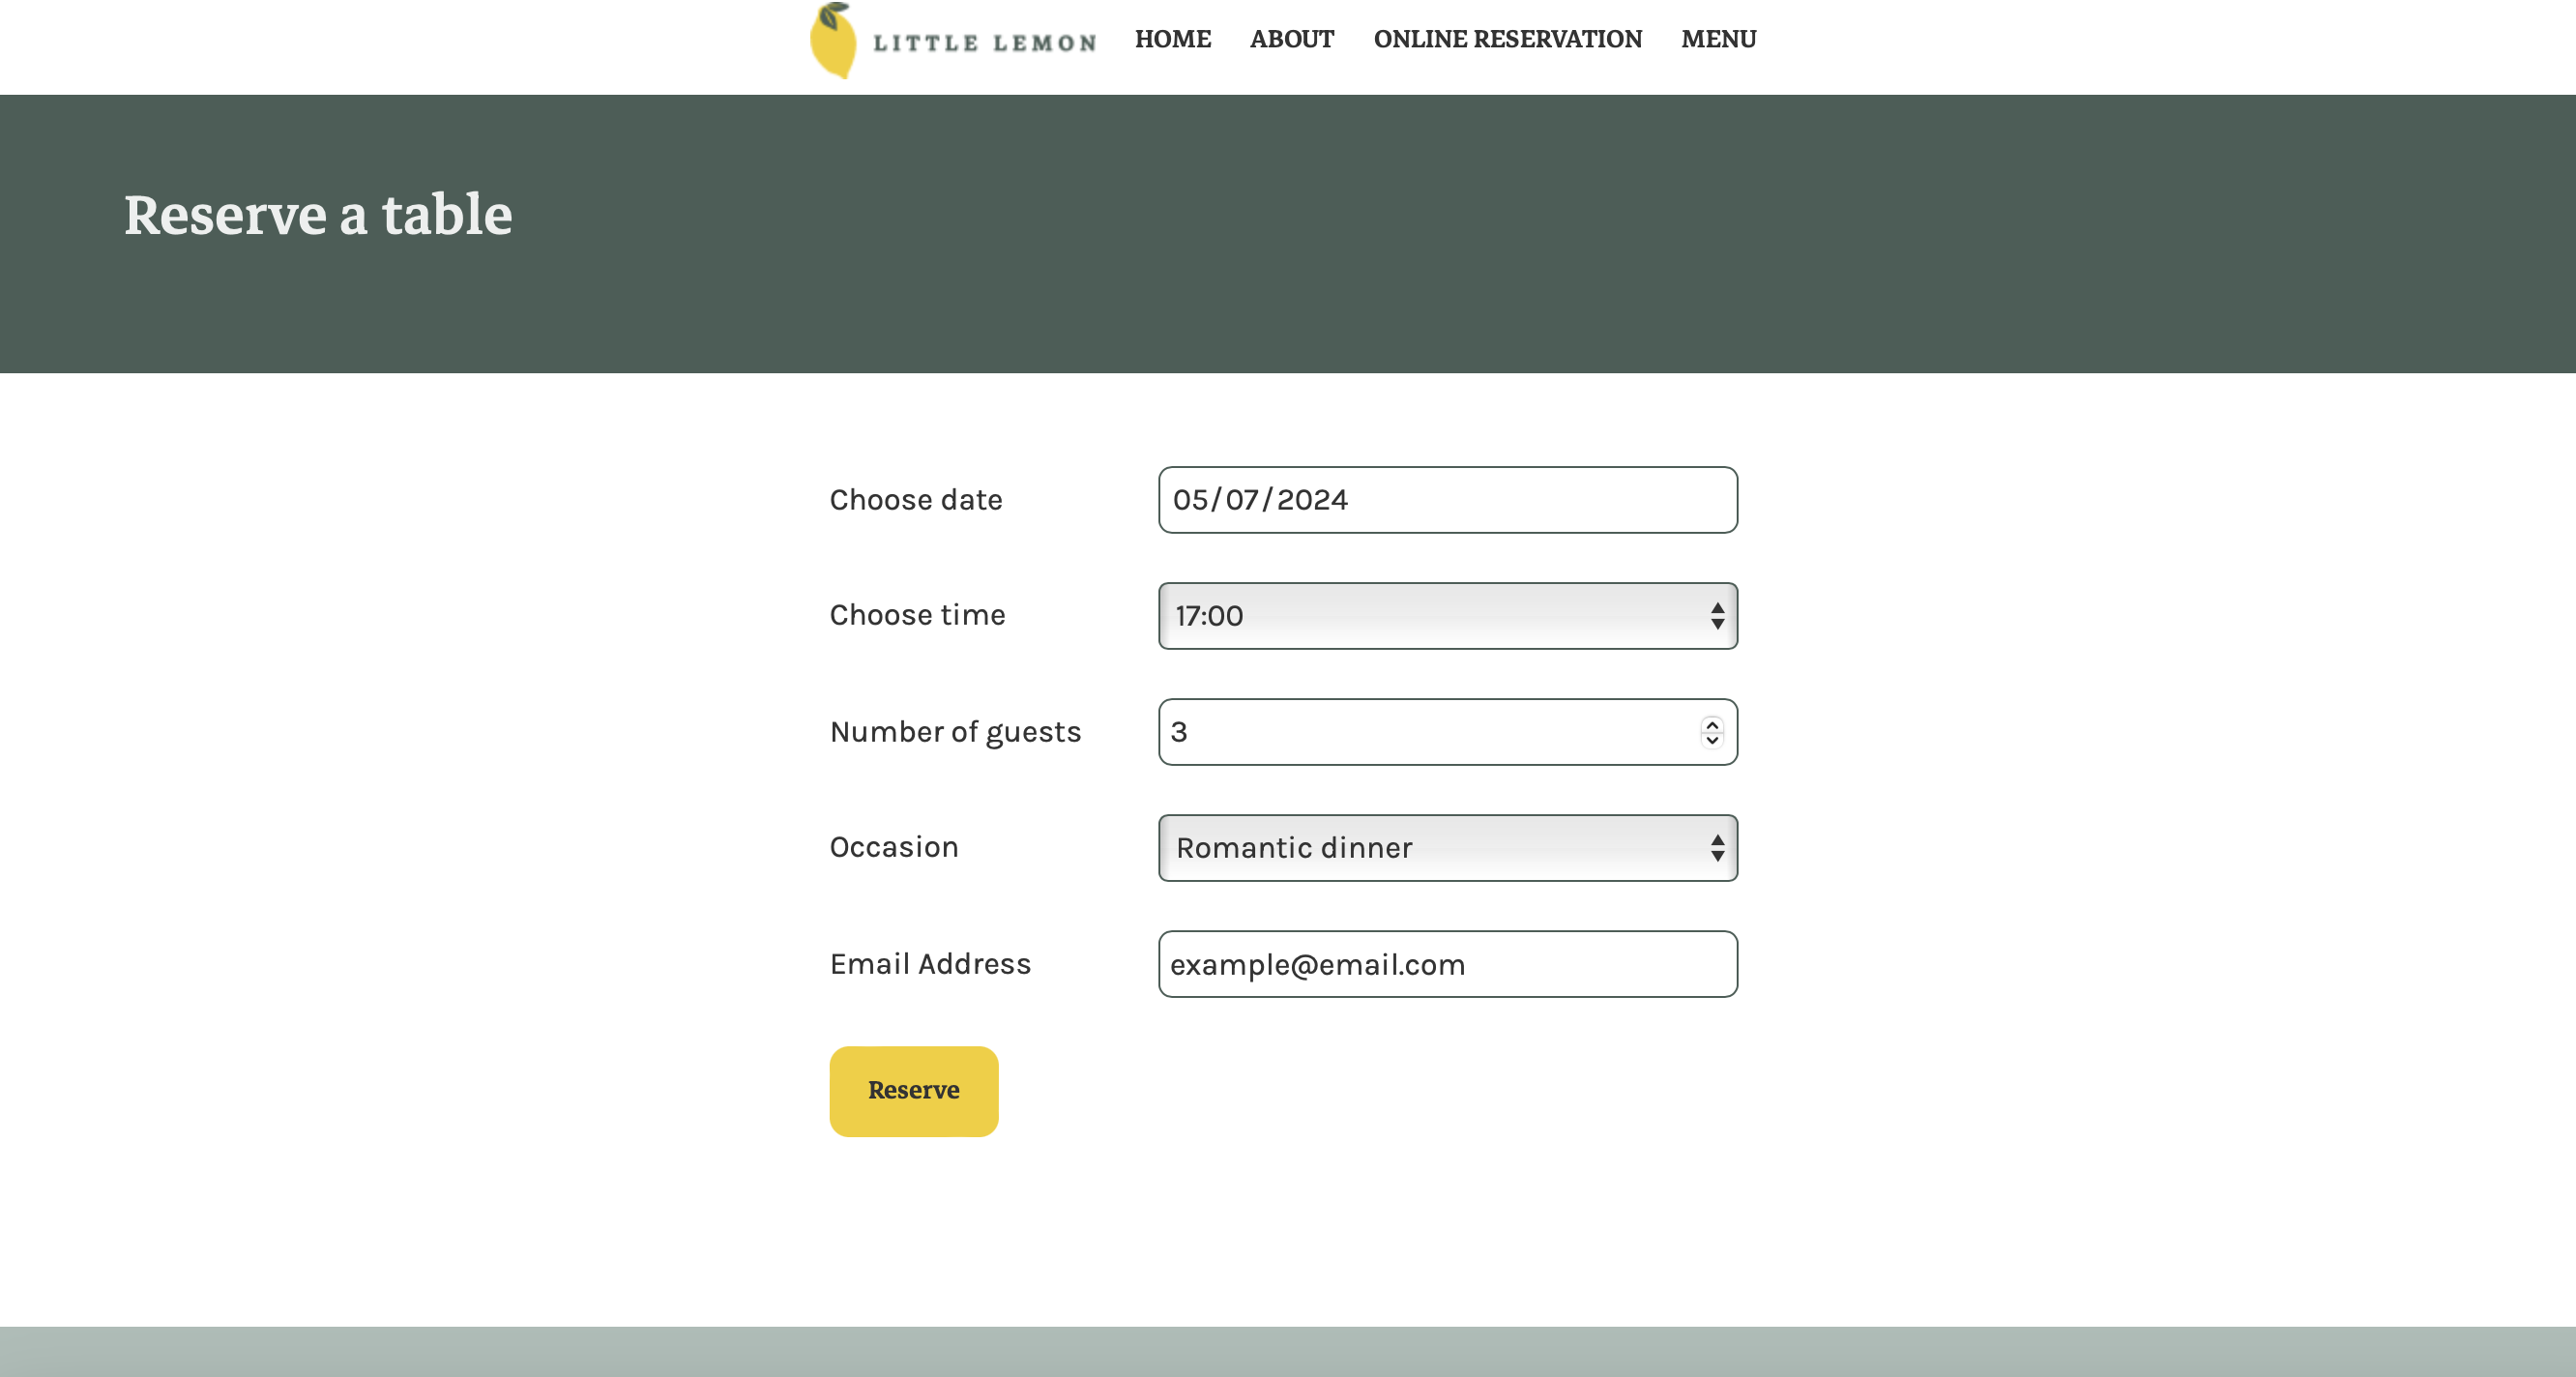 LITTLE LEMON HOME ABOUT ONLINE RESERVATION MENU
Reserve a table
Choose date 05/07/2024
Choose time 17:00
Number of guests 3
Occasion Romantic dinner
Email Address example@email.com
Reserve